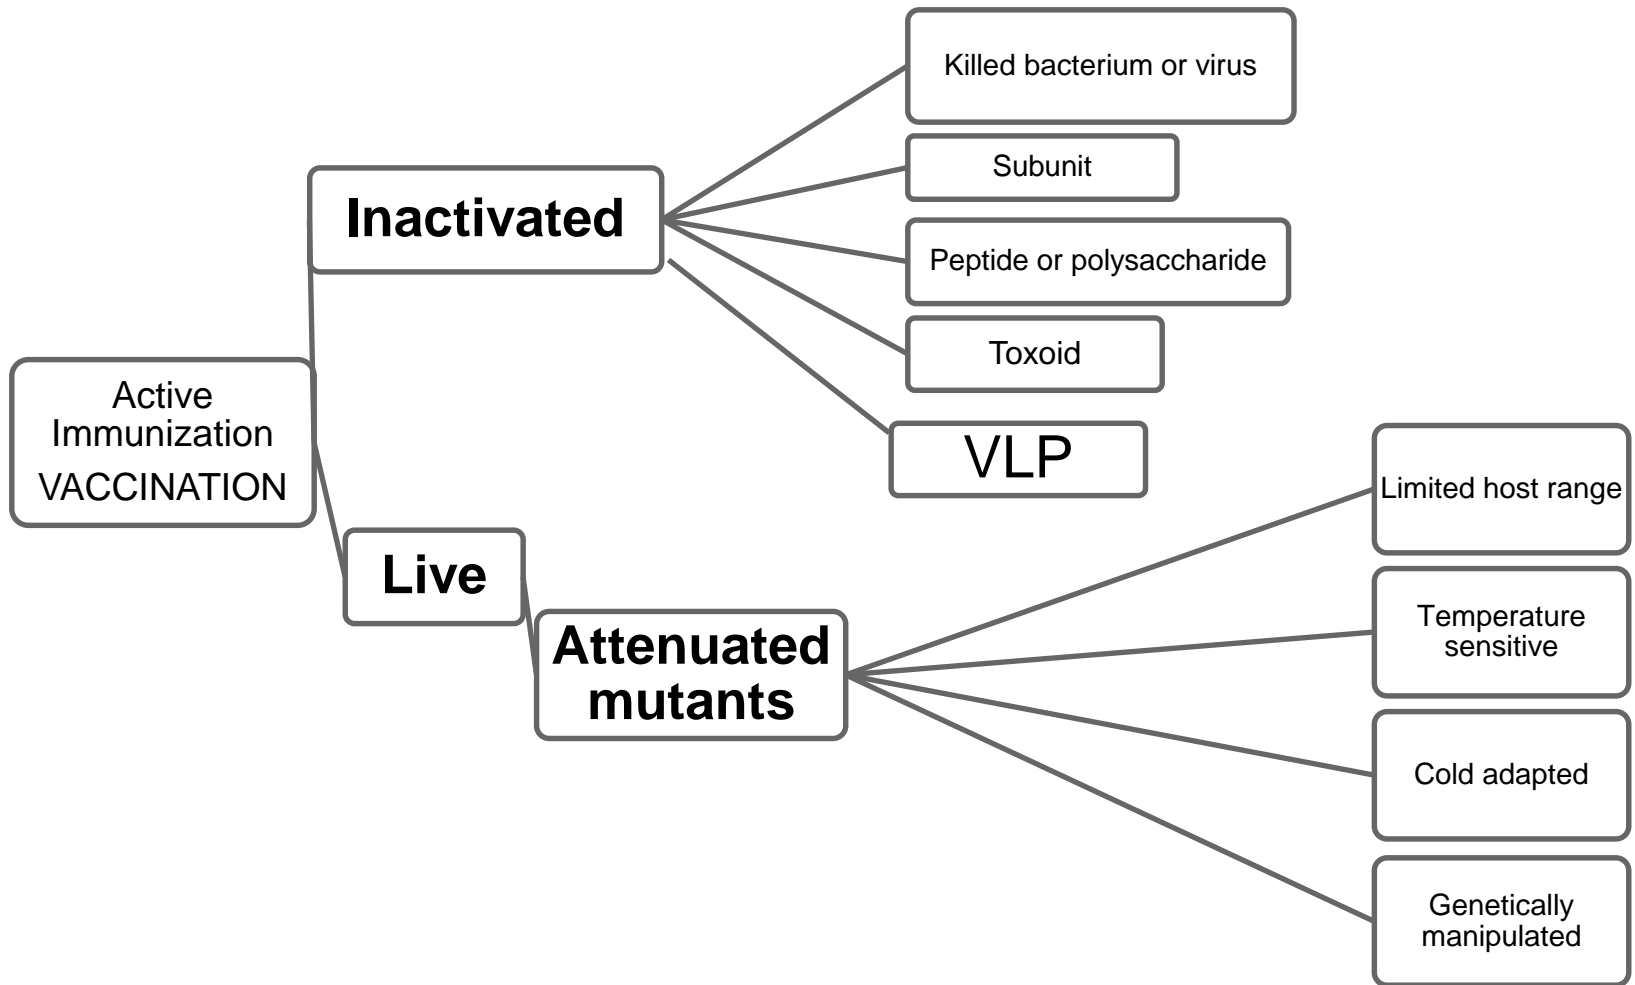 Killed bacterium or virus
Subunit
Inactivated
Peptide or polysaccharide
Toxoid
Active
Immunization
VACCINATION
VLP
Limited host range
Live
Attenuated
mutants
Temperature
sensitive
Cold adapted
Genetically
manipulated